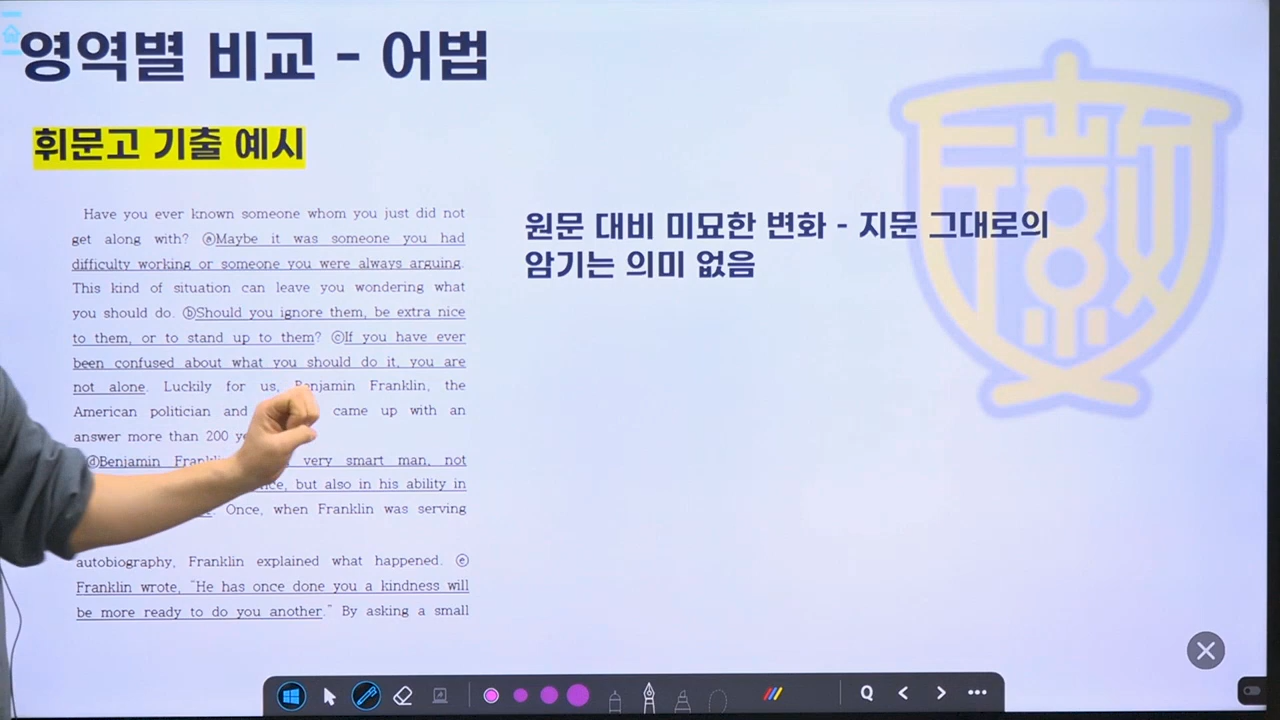 영역별 비교 - 어법
휘문고 기출 예시
Have you ever known someone whom you just did not
get along with? ⓐMaybe it was someone you had
difficulty working or someone you were always arguing.
This kind of situation can leave you wondering what
you should do. ⓑShould you ignore them, be extra nice
to them, or to stand up to them? ⓒIf you have ever
been confused about what you should do it, you are
not alone. Luckily for us, Benjamin Franklin, the
American politician and came up with an
answer more than 200
ⓓBenjamin very smart man, not
but also in his ability in
Once, when Franklin was serving
autobiography, Franklin explained what happened. ⓔ
Franklin wrote, "He has once done you a kindness will
be more ready to do you another." By asking a small
원문 대비 미묘한 변화 - 지문 그대로의
암기는 의미 없음